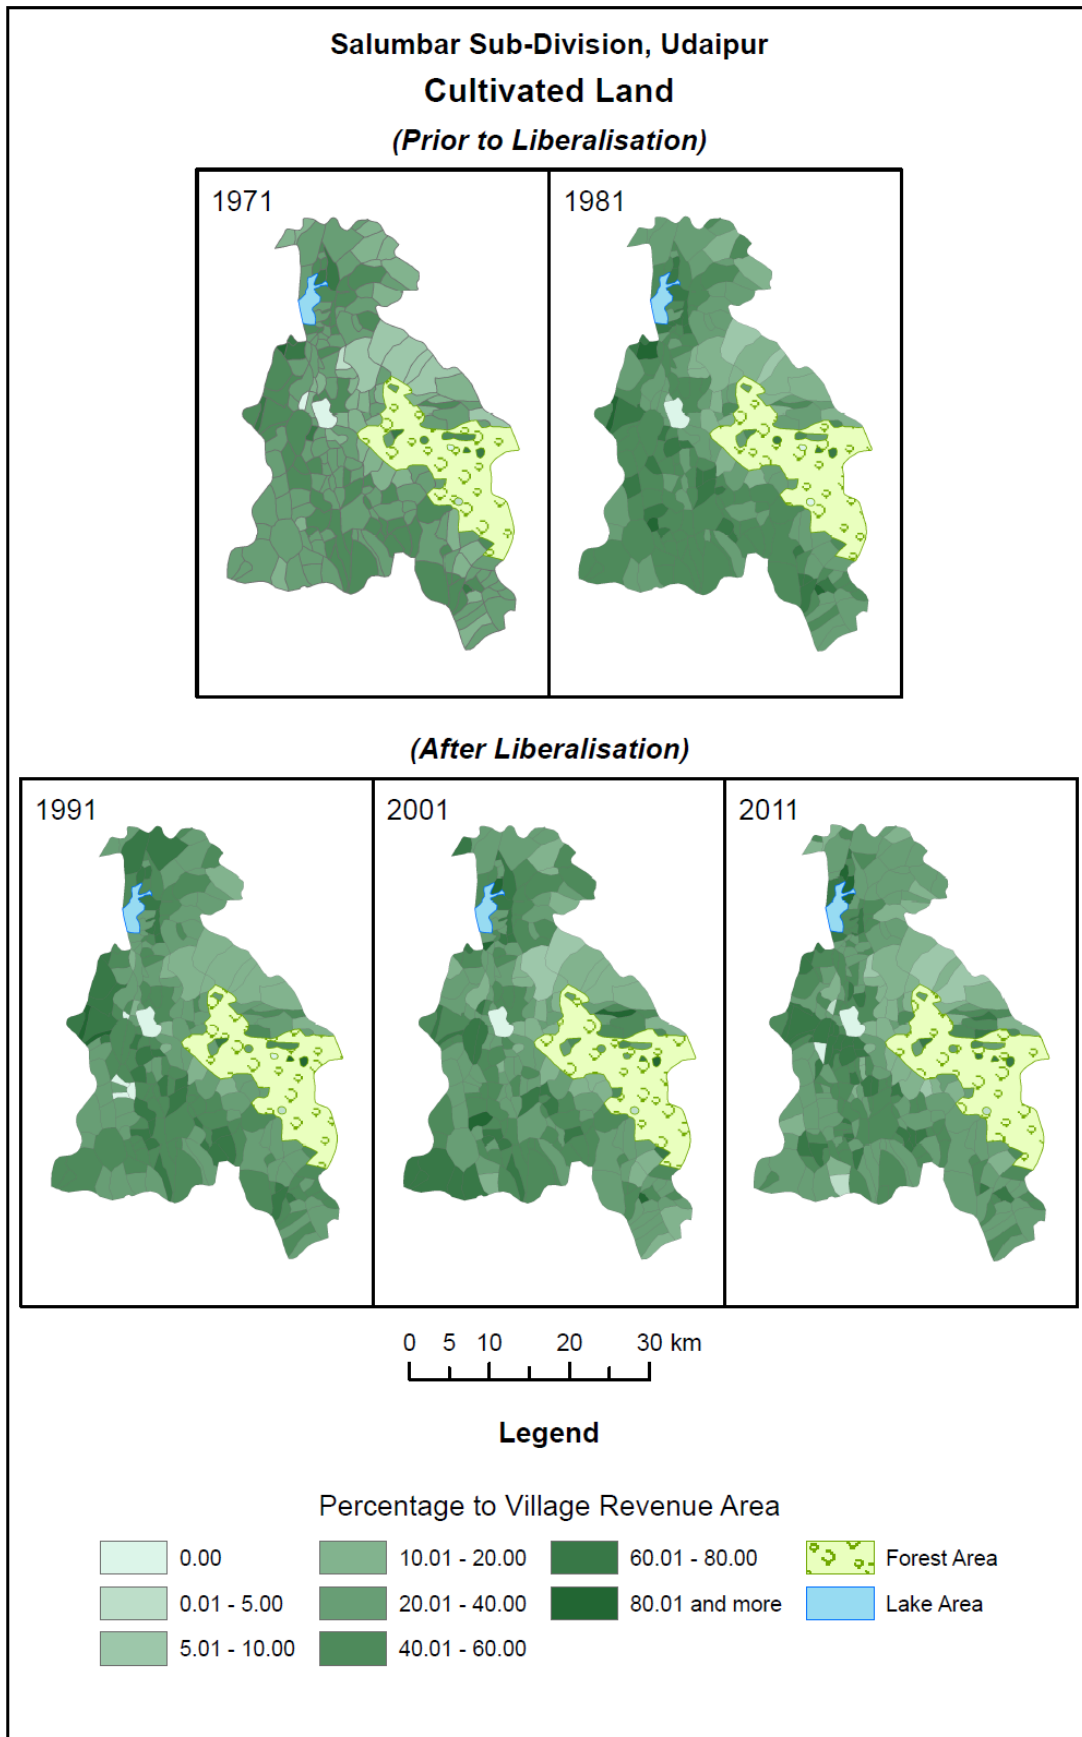 Salumbar Sub-Division, Udaipur
Cultivated Land
(Prior to Liberalisation)
1971
1981
(After Liberalisation)
1991
2001
2011
0 5 10 20 30 km
Legend
Percentage to Village Revenue Area
0.00
10.01 - 20.00
60.01 - 80.00
Forest Area
0.01 - 5.00
20.01 - 40.00
80.01 and more
Lake Area
5.01 - 10.00
40.01 - 60.00